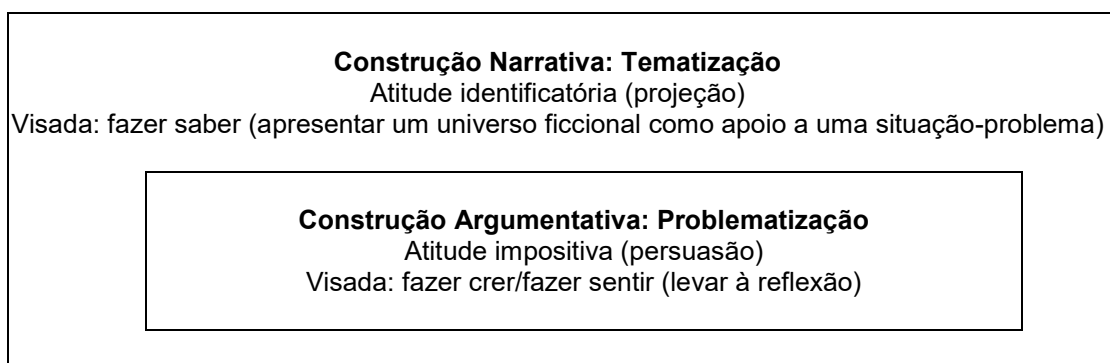 Construção Narrativa: Tematização
Atitude identificatória (projeção)
Visada: fazer saber (apresentar um universo ficcional como apoio a uma situação-problema)
Construção Argumentativa: Problematização
Atitude impositiva (persuasão)
Visada: fazer crer/fazer sentir (levar à reflexão)